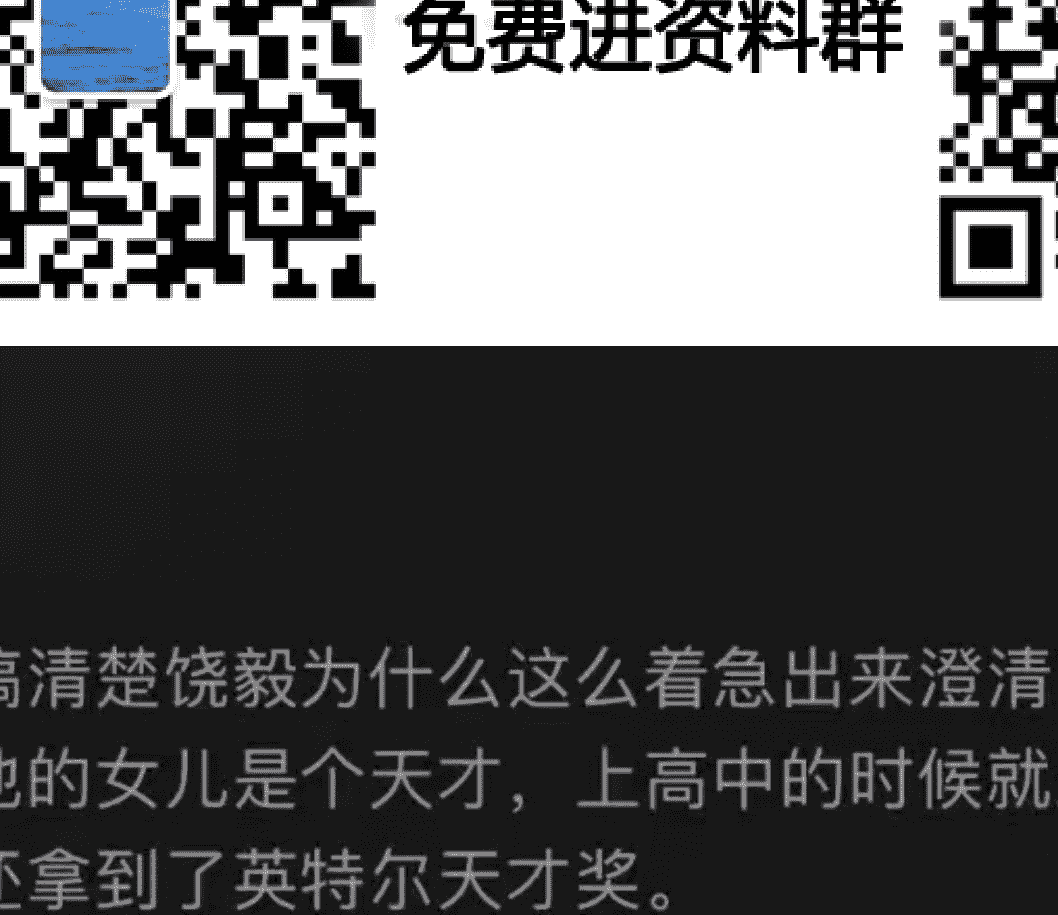 免费进资料群
搞清楚饶毅为什么这么着急出来澄清
他的女儿是个天才，上高中的时候就
还拿到了英特尔天才奖。